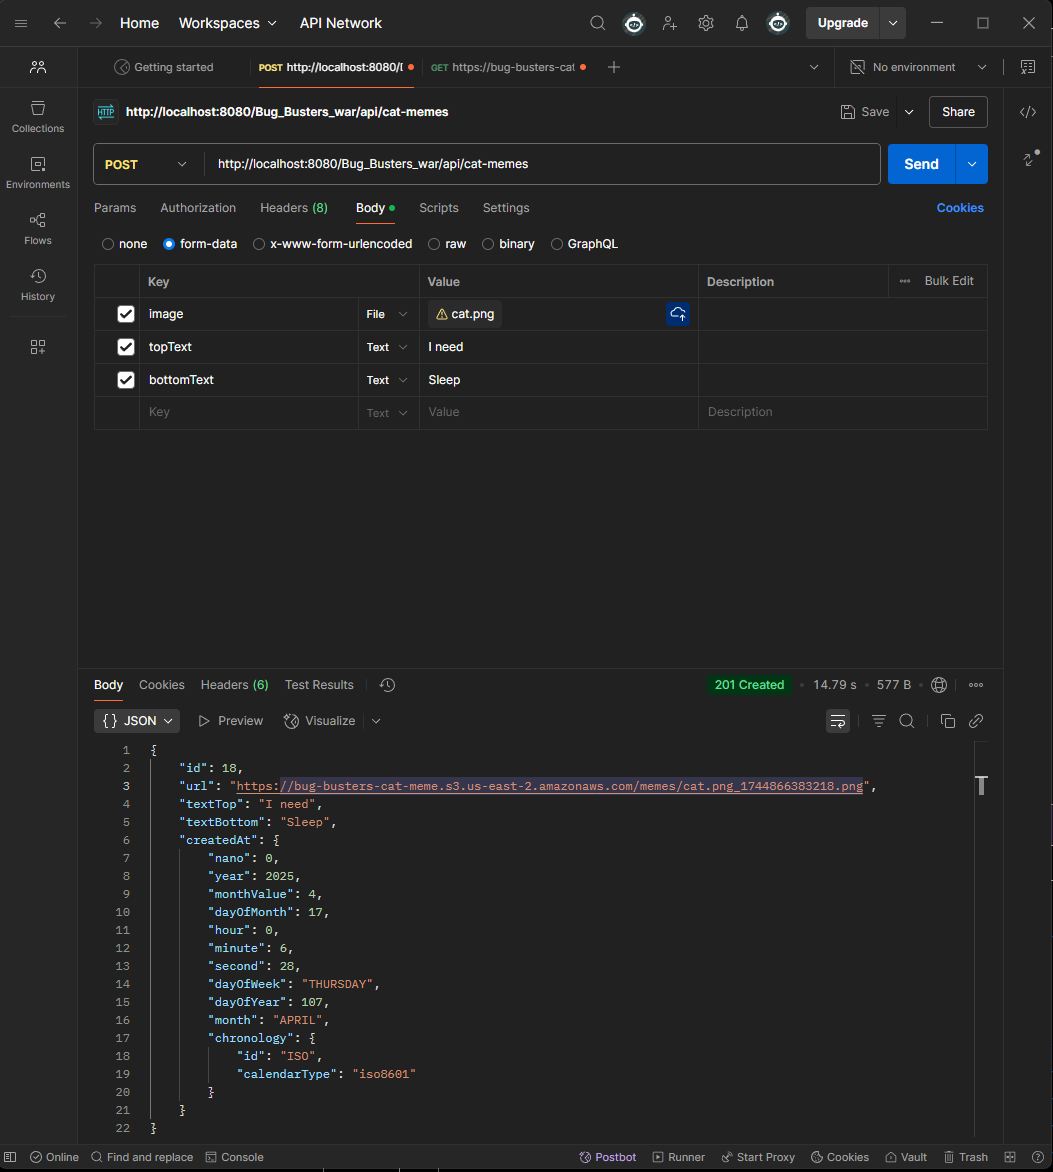 Home Workspaces API Network Upgrade
Getting started POST http://localhost:8080/ GET https://bug-busters-cat No environment
HTTP http://localhost:8080/Bug_Busters_war/api/cat-memes Save Share
Collections
Environments
Flows
History
POST http://localhost:8080/Bug_Busters_war/api/cat-memes Send
Params Authorization Headers (8) Body Scripts Settings Cookies
none form-data x-www-form-urlencoded raw binary GraphQL
Key Value Description Bulk Edit
image File cat.png
topText Text I need
bottomText Text Sleep
Key Text Value Description
Body Cookies Headers (6) Test Results 201 Created 14.79 s 577 B
{} JSON Preview Visualize
1 {
2 "id": 18,
3 "url": "https://bug-busters-cat-meme.s3.us-east-2.amazonaws.com/memes/cat.png_1744866383218.png",
4 "textTop": "I need",
5 "textBottom": "Sleep",
6 "createdAt": {
7 "nano": 0,
8 "year": 2025,
9 "monthValue": 4,
10 "dayOfMonth": 17,
11 "hour": 0,
12 "minute": 6,
13 "second": 28,
14 "dayOfWeek": "THURSDAY",
15 "dayOfYear": 107,
16 "month": "APRIL",
17 "chronology": {
18 "id": "ISO",
19 "calendarType": "iso8601"
20 }
21 }
22 }
Online Find and replace Console Postbot Runner Start Proxy Cookies Vault Trash